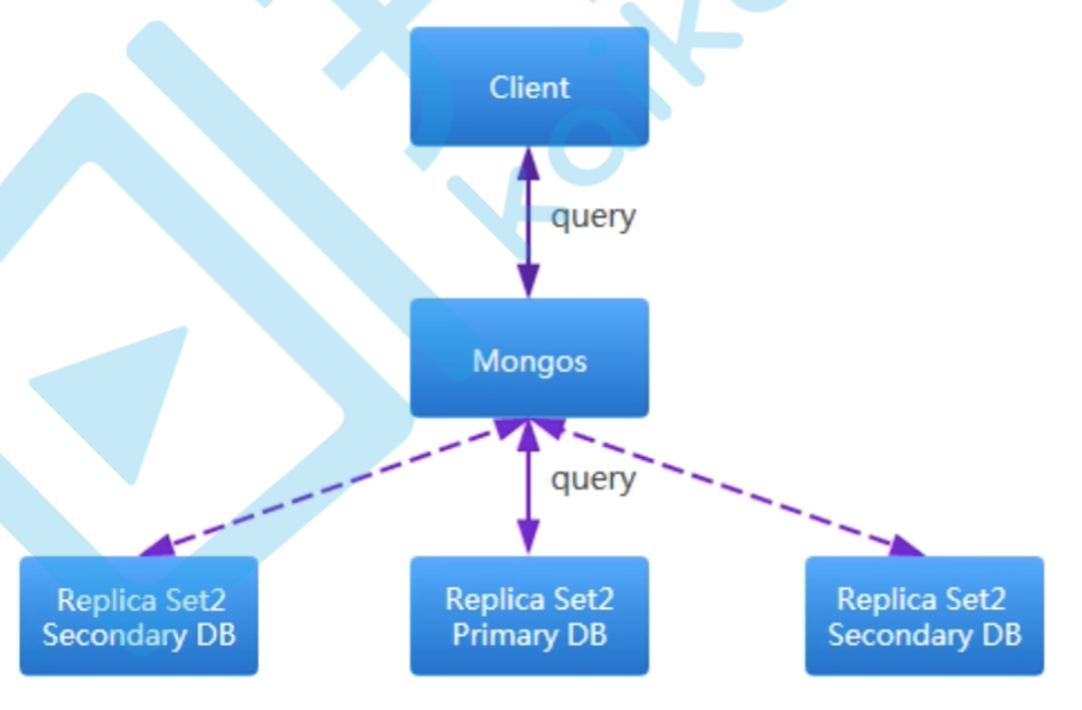 Client
query
Mongos
query
Replica Set2
Secondary DB
Replica Set2
Primary DB
Replica Set2
Secondary DB